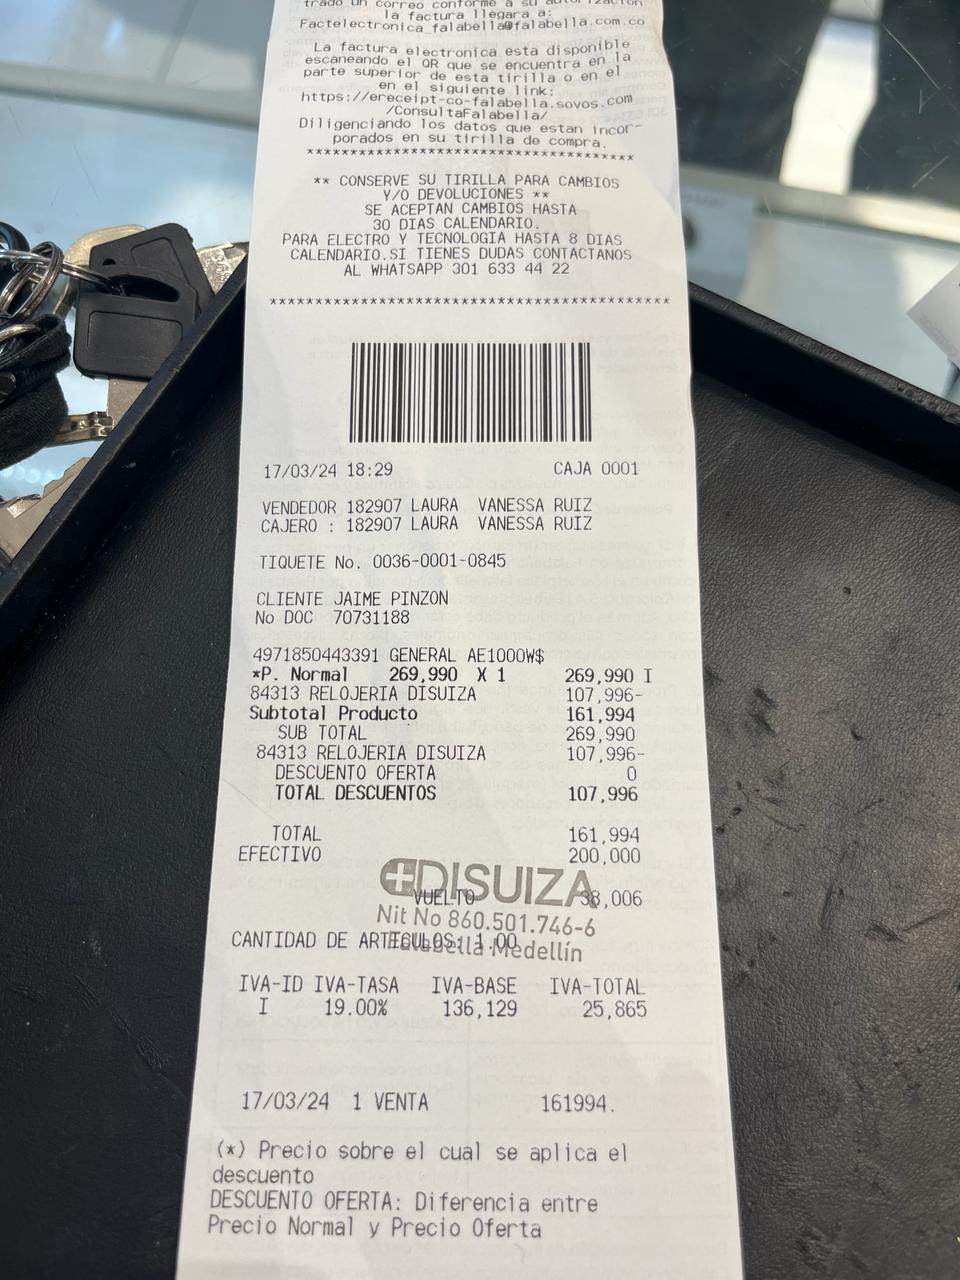 trado un correo conforme a su autorizacion
la factura llegara a:
Factelectronica_falabella@falabella.com.co
La factura electronica esta disponible
escaneando el QR que se encuentra en la
parte superior de esta tirilla o en el
en el siguiente link:
https://ereceipt-co-falabella.sovos.com
/ConsultaFalabella/
Diligenciando los datos que estan incor-
porados en su tirilla de compra.
***************************************
** CONSERVE SU TIRILLA PARA CAMBIOS
Y/O DEVOLUCIONES **
SE ACEPTAN CAMBIOS HASTA
30 DIAS CALENDARIO.
PARA ELECTRO Y TECNOLOGIA HASTA 8 DIAS
CALENDARIO.SI TIENES DUDAS CONTACTANOS
AL WHATSAPP 301 633 44 22
********************************************
17/03/24 18:29 CAJA 0001
VENDEDOR 182907 LAURA VANESSA RUIZ
CAJERO : 182907 LAURA VANESSA RUIZ
TIQUETE No. 0036-0001-0845
CLIENTE JAIME PINZON
No DOC 70731188
4971850443391 GENERAL AE1000W$
*P. Normal 269,990 X 1 269,990 I
84313 RELOJERIA DISUIZA 107,996-
Subtotal Producto 161,994
SUB TOTAL 269,990
84313 RELOJERIA DISUIZA 107,996-
DESCUENTO OFERTA 0
TOTAL DESCUENTOS 107,996
TOTAL 161,994
EFECTIVO 200,000
DISUIZA
VUELTO 38,006
Nit No 860.501.746-6
CANTIDAD DE ARTICULOS: 1.00
Falabella Medellín
IVA-ID IVA-TASA IVA-BASE IVA-TOTAL
I 19.00% 136,129 25,865
17/03/24 1 VENTA 161994.
(*) Precio sobre el cual se aplica el
descuento
DESCUENTO OFERTA: Diferencia entre
Precio Normal y Precio Oferta